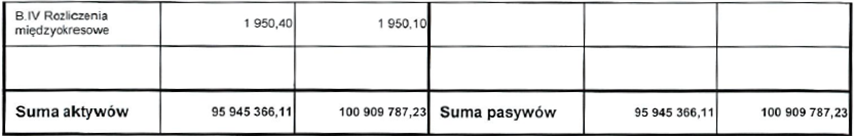 B.IV Rozliczenia
międzyokresowe 1 950,40 1 950,10
Suma aktywów 95 945 366,11 100 909 787,23 Suma pasywów 95 945 366,11 100 909 787,23